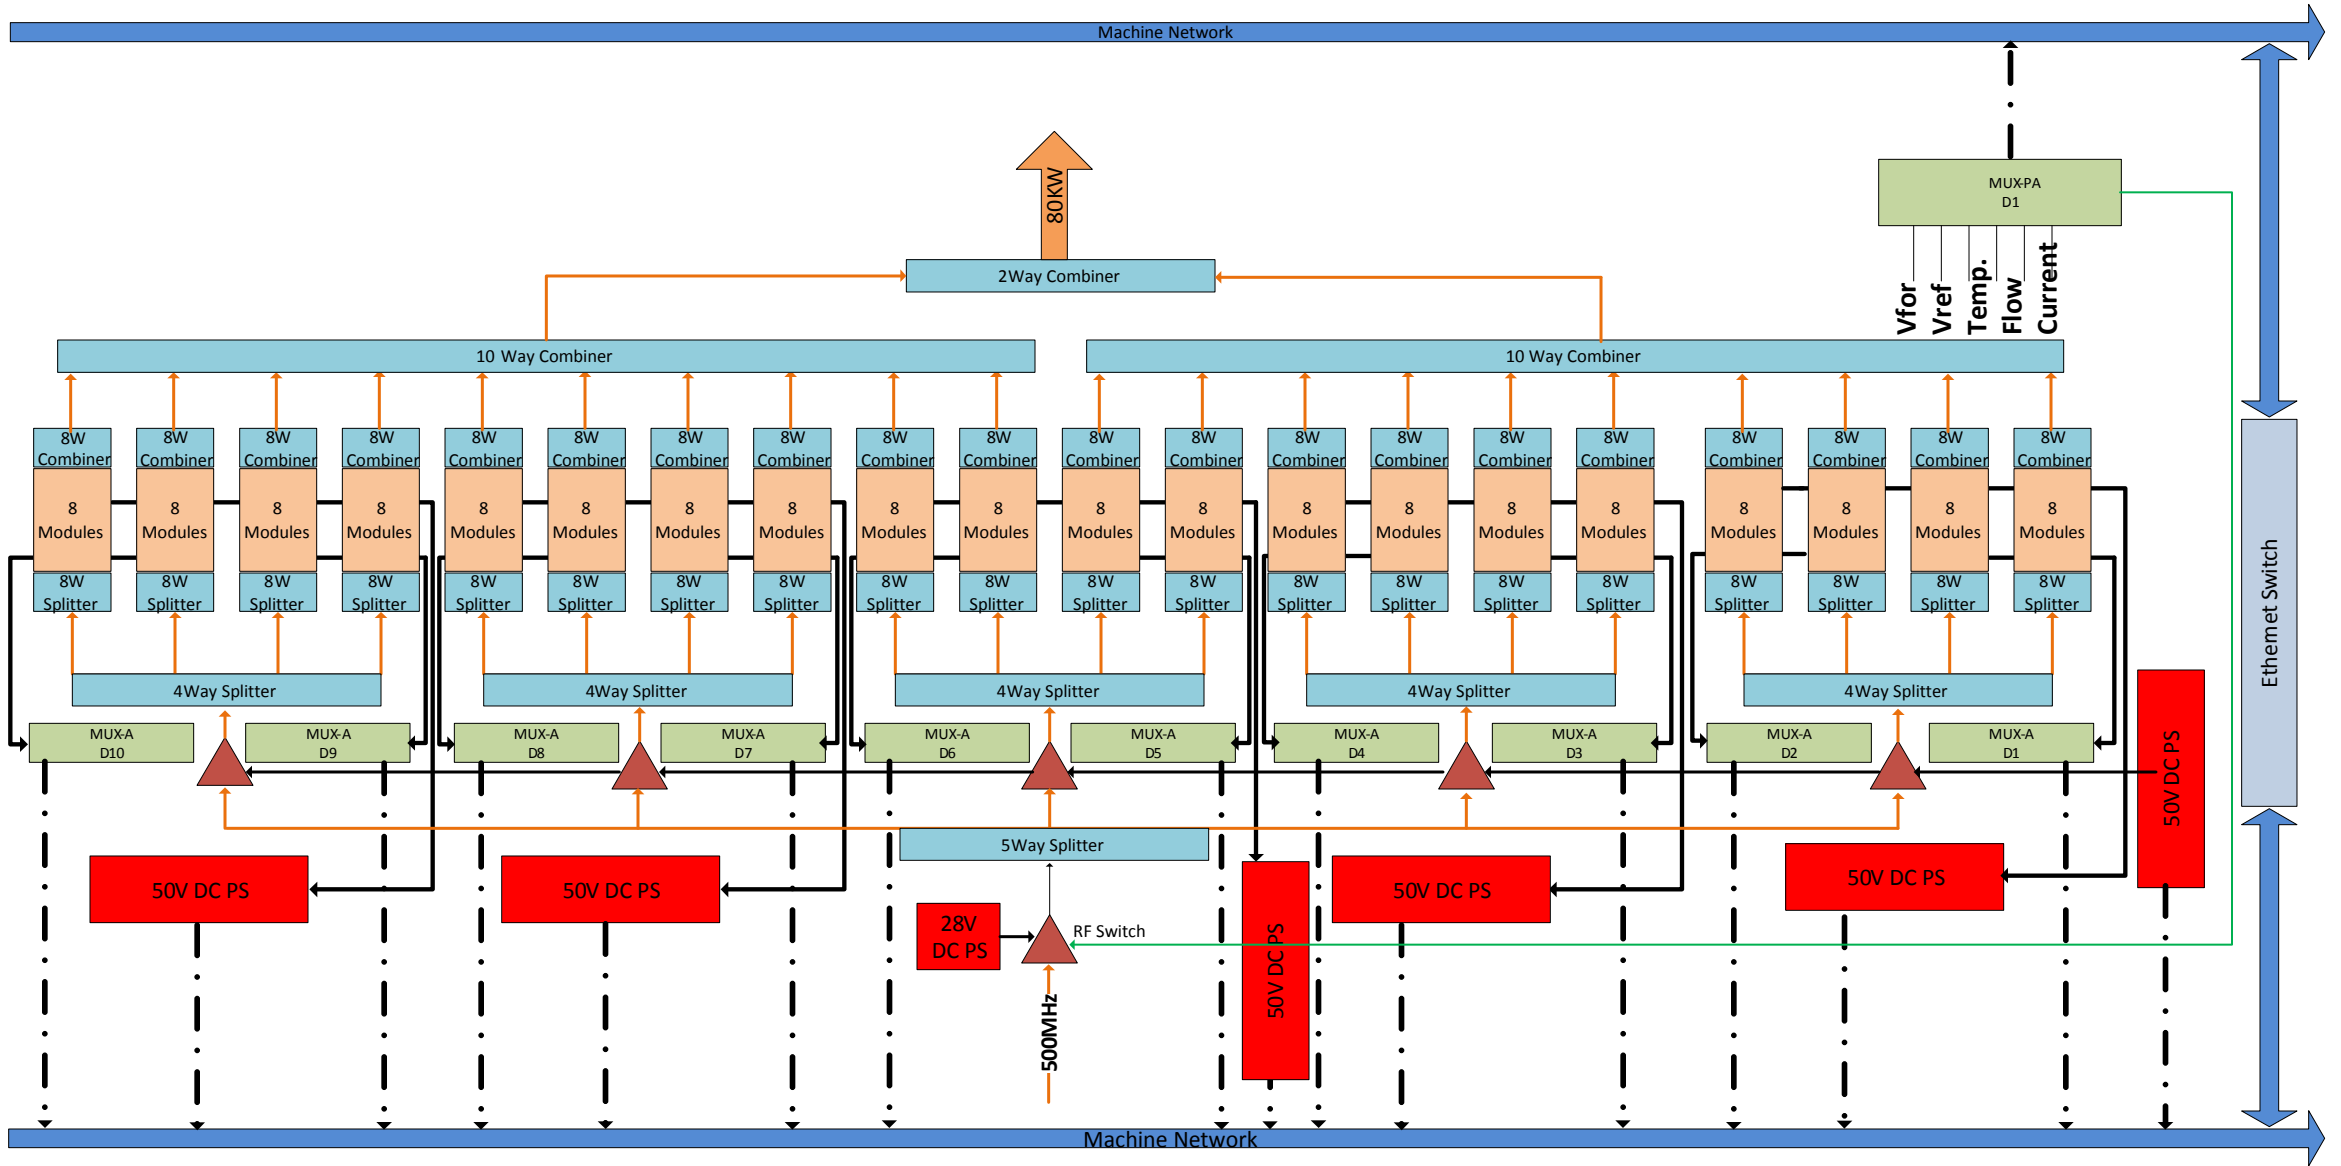 Machine Network
MUX-PA
D1
80KW
2Way Combiner
Vfor
Vref
Temp.
Flow
Current
10 Way Combiner
10 Way Combiner
8W
Combiner
8W
Combiner
8W
Combiner
8W
Combiner
8W
Combiner
8W
Combiner
8W
Combiner
8W
Combiner
8W
Combiner
8W
Combiner
8W
Combiner
8W
Combiner
8W
Combiner
8W
Combiner
8W
Combiner
8W
Combiner
8W
Combiner
8W
Combiner
8W
Combiner
8W
Combiner
8
Modules
8
Modules
8
Modules
8
Modules
8
Modules
8
Modules
8
Modules
8
Modules
8
Modules
8
Modules
8
Modules
8
Modules
8
Modules
8
Modules
8
Modules
8
Modules
8
Modules
8
Modules
8
Modules
8
Modules
8W
Splitter
8W
Splitter
8W
Splitter
8W
Splitter
8W
Splitter
8W
Splitter
8W
Splitter
8W
Splitter
8W
Splitter
8W
Splitter
8W
Splitter
8W
Splitter
8W
Splitter
8W
Splitter
8W
Splitter
8W
Splitter
8W
Splitter
8W
Splitter
8W
Splitter
8W
Splitter
Ethernet Switch
4Way Splitter
4Way Splitter
4Way Splitter
4Way Splitter
4Way Splitter
MUX-A
D10
MUX-A
D9
MUX-A
D8
MUX-A
D7
MUX-A
D6
MUX-A
D5
MUX-A
D4
MUX-A
D3
MUX-A
D2
MUX-A
D1
50V DC PS
5Way Splitter
50V DC PS
50V DC PS
50V DC PS
50V DC PS
28V
DC PS
RF Switch
50V DC PS
500MHz
Machine Network